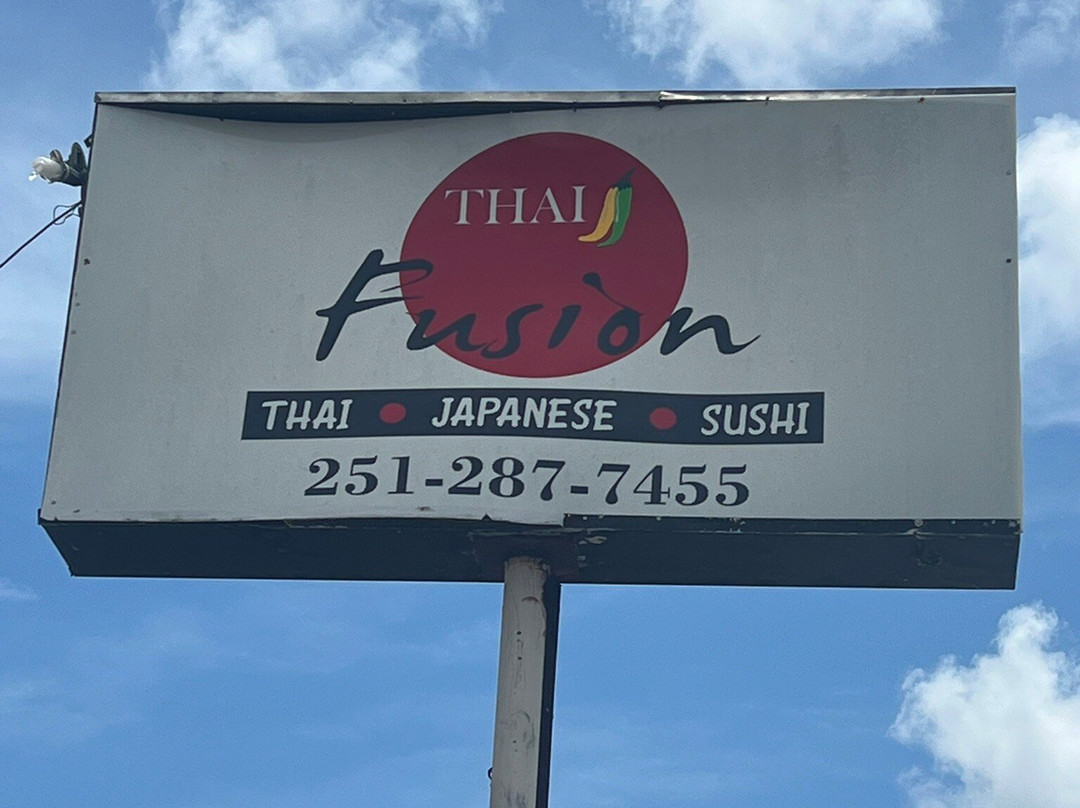 THAI
Fusion
THAI • JAPANESE • SUSHI
251-287-7455